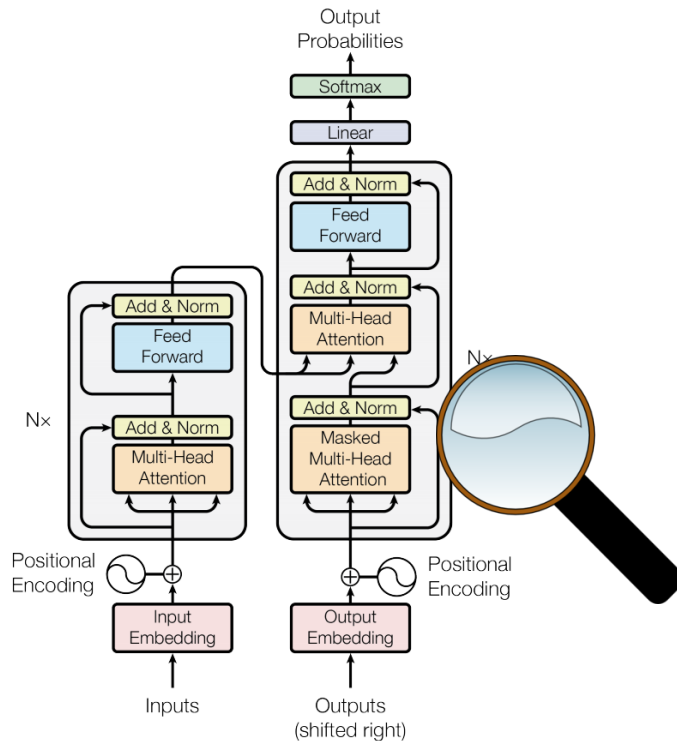 Output
Probabilities
Softmax
Linear
Add & Norm
Feed
Forward
Add & Norm
Multi-Head
Attention
N×
Add & Norm
Masked
Multi-Head
Attention
Add & Norm
Feed
Forward
N×
Add & Norm
Multi-Head
Attention
Positional
Encoding
Positional
Encoding
Input
Embedding
Output
Embedding
Inputs
Outputs
(shifted right)